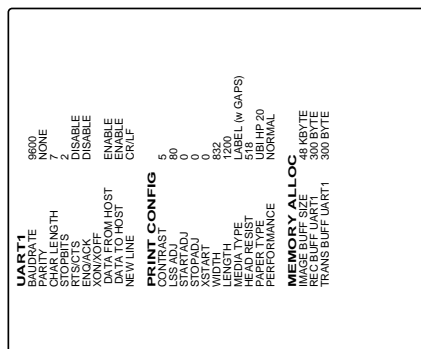 UART1
BAUDRATE 9600
PARITY NONE
CHAR LENGTH 7
STOPBITS 2
RTS/CTS DISABLE
ENQ/ACK DISABLE
XON/XOFF
DATA FROM HOST ENABLE
DATA TO HOST ENABLE
NEW LINE CR/LF
PRINT CONFIG
CONTRAST 5
LSS ADJ 80
STARTADJ 0
STOPADJ 0
XSTART 0
WIDTH 832
LENGTH 1200
MEDIA TYPE LABEL (w GAPS)
HEAD RESIST 518
PAPER TYPE UBI HP 20
PERFORMANCE NORMAL
MEMORY ALLOC
IMAGE BUFF SIZE 48 KBYTE
REC BUFF UART1 300 BYTE
TRANS BUFF UART1 300 BYTE